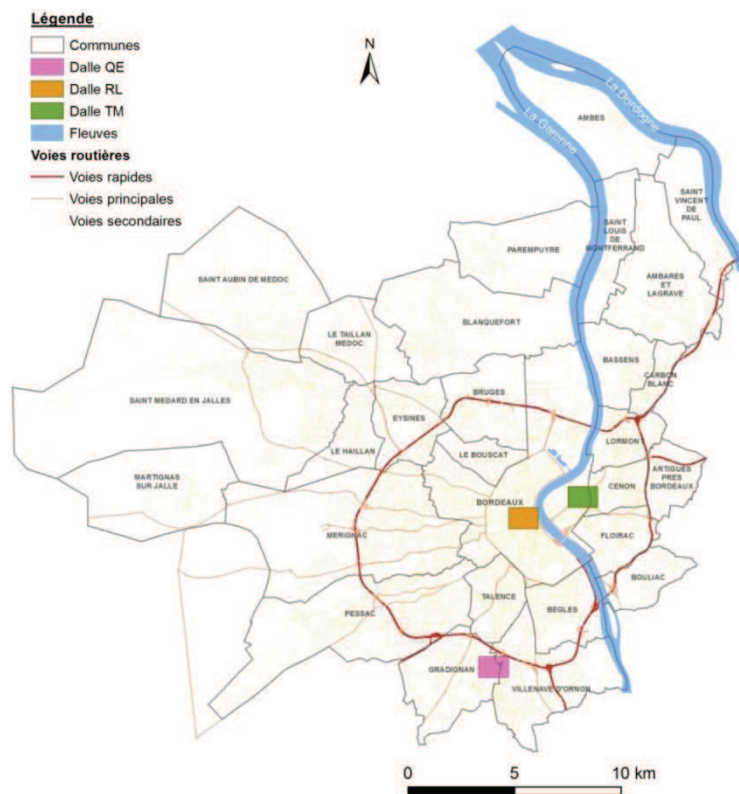 Légende
Communes
Dalle QE
Dalle RL
Dalle TM
Fleuves
Voies routières
Voies rapides
Voies principales
Voies secondaires
N
La Dordogne
La Garonne
AMBES
SAINT
VINCENT
DE
PAUL
SAINT
LOUIS
DE
MONTFERRAND
PAREMPUYRE
AMBARES
ET
LAGRAVE
SAINT AUBIN DE MEDOC
BLANQUEFORT
LE TAILLAN
MEDOC
BASSENS
CARBON
BLANC
BRUGES
SAINT MEDARD EN JALLES
EYSINES
LORMONT
LE HAILLAN
LE BOUSCAT
ARTIGUES
PRES
BORDEAUX
MARTIGNAS
SUR JALLE
CENON
BORDEAUX
MERIGNAC
FLOIRAC
BOULIAC
TALENCE
BEGLES
PESSAC
GRADIGNAN
VILLENAVE D'ORNON
0 5 10 km